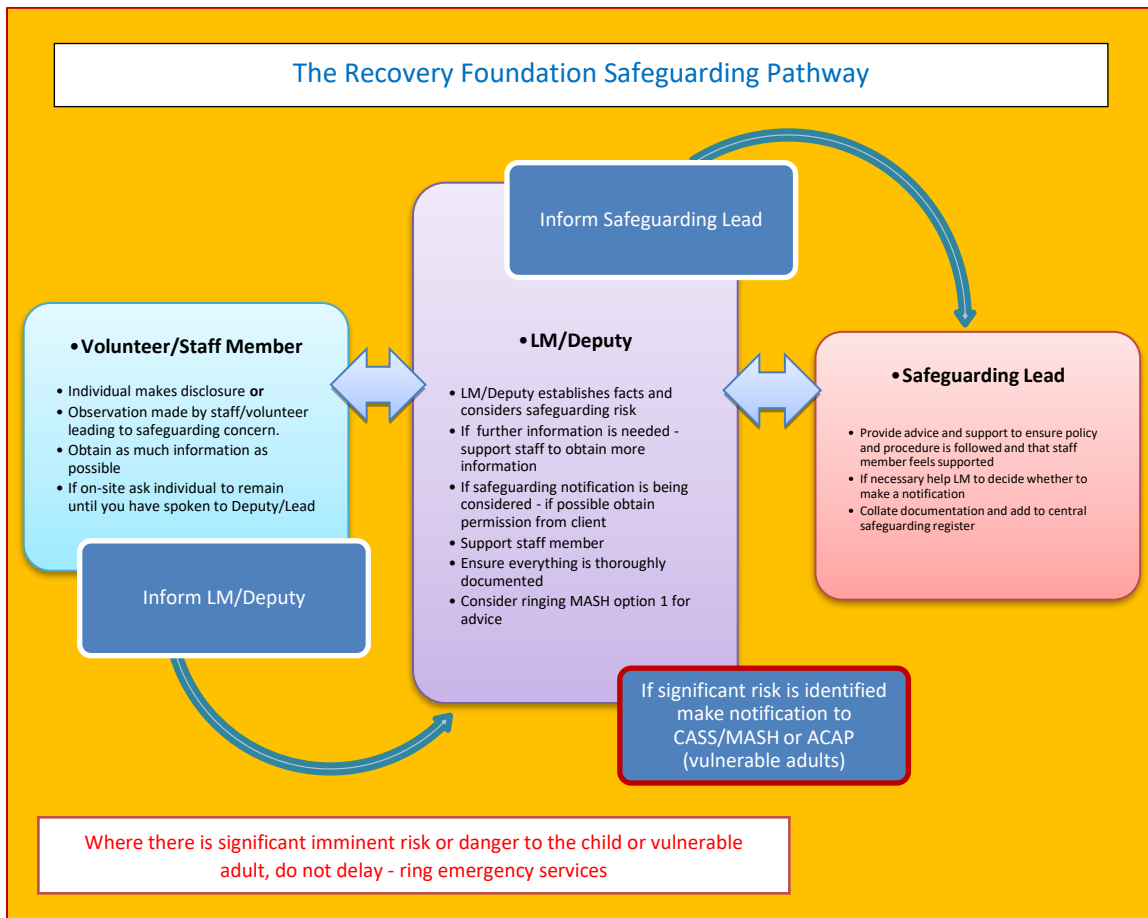 The Recovery Foundation Safeguarding Pathway
Inform Safeguarding Lead
•Volunteer/Staff Member
• Individual makes disclosure or
• Observation made by staff/volunteer
leading to safeguarding concern.
• Obtain as much information as
possible
• If on-site ask individual to remain
until you have spoken to Deputy/Lead
Inform LM/Deputy
•LM/Deputy
• LM/Deputy establishes facts and
considers safeguarding risk
• If further information is needed -
support staff to obtain more
information
• If safeguarding notification is being
considered - if possible obtain
permission from client
• Support staff member
• Ensure everything is thoroughly
documented
• Consider ringing MASH option 1 for
advice
•Safeguarding Lead
• Provide advice and support to ensure policy
and procedure is followed and that staff
member feels supported
• If necessary help LM to decide whether to
make a notification
• Collate documentation and add to central
safeguarding register
If significant risk is identified
make notification to
CASS/MASH or ACAP
(vulnerable adults)
Where there is significant imminent risk or danger to the child or vulnerable
adult, do not delay - ring emergency services